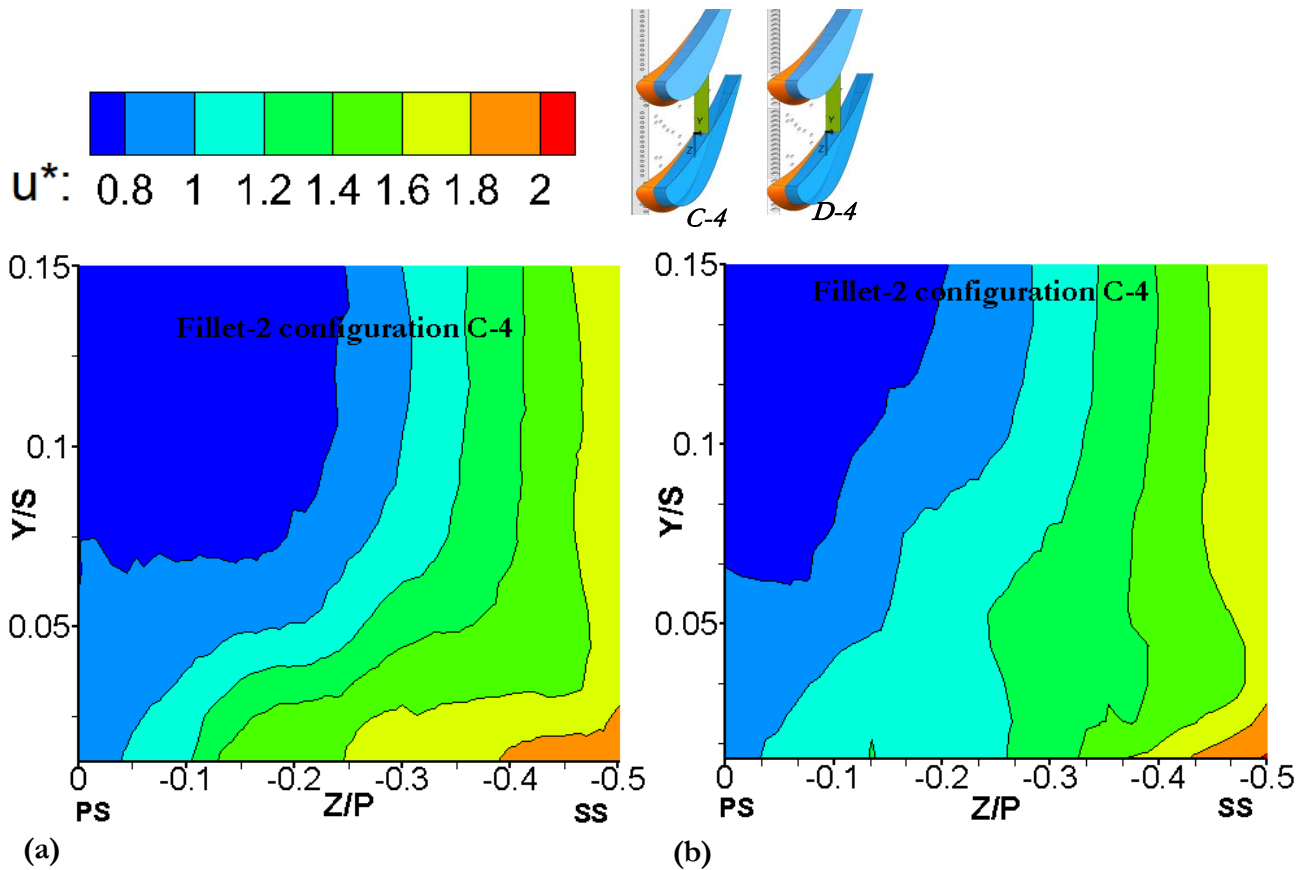 u*: 0.8 1 1.2 1.4 1.6 1.8 2
Y
Z
C-4
Y
Z
D-4
0.15
0.1
0.05
Y/S
Fillet-2 configuration C-4
0 -0.1 -0.2 -0.3 -0.4 -0.5
PS Z/P SS
(a)
0.15
0.1
0.05
Y/S
Fillet-2 configuration C-4
0 -0.1 -0.2 -0.3 -0.4 -0.5
PS Z/P SS
(b)